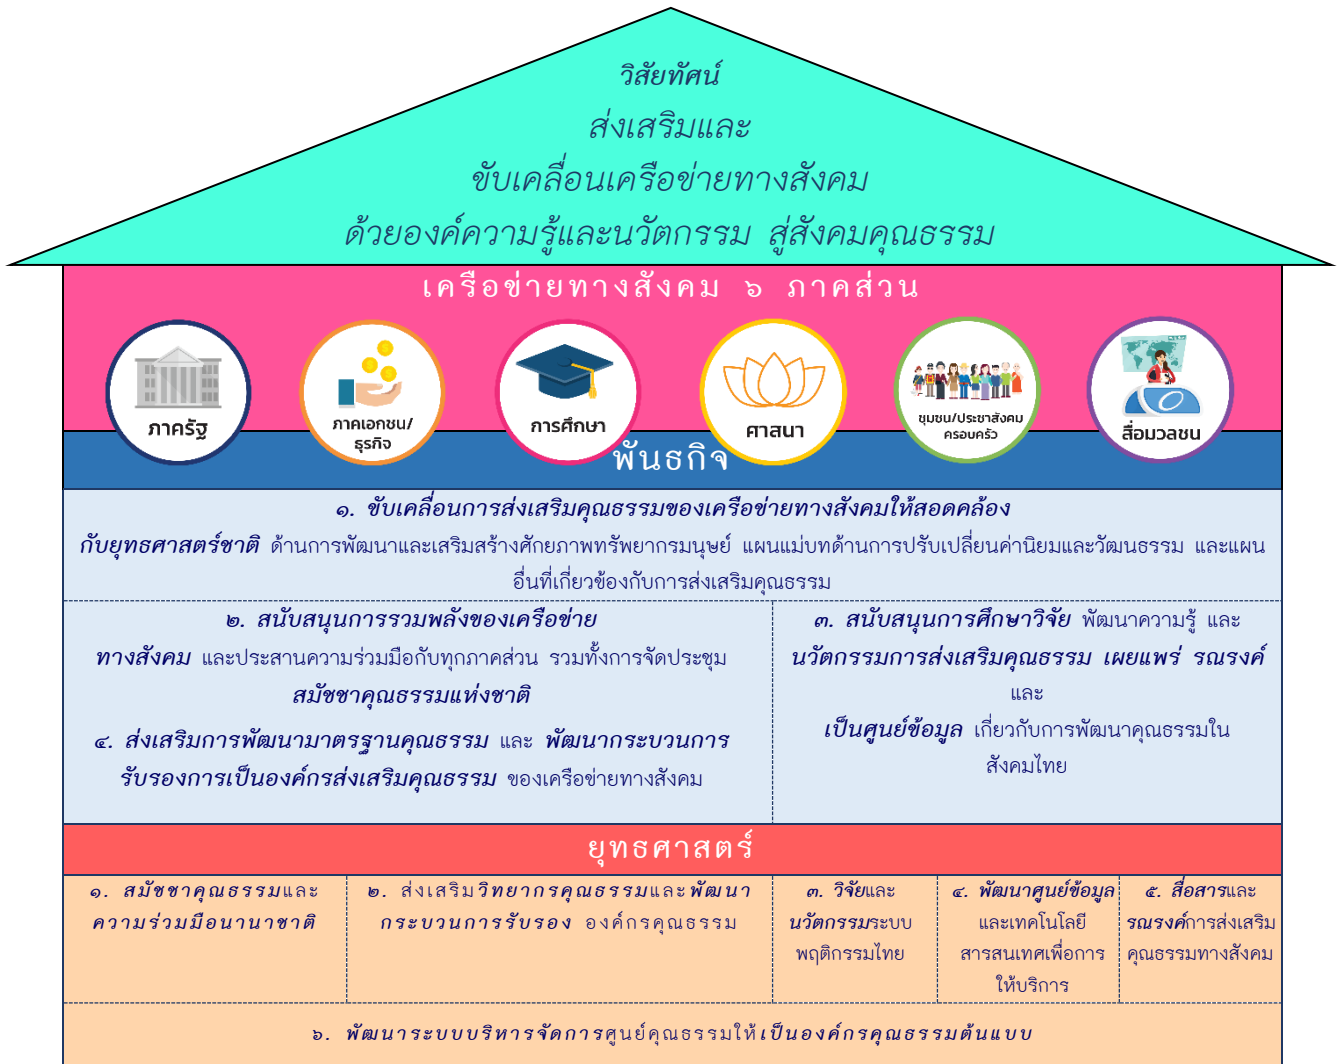 วิสัยทัศน์
ส่งเสริมและ
ขับเคลื่อนเครือข่ายทางสังคม
ด้วยองค์ความรู้และนวัตกรรม สู่สังคมคุณธรรม
เครือข่ายทางสังคม ๖ ภาคส่วน
ภาครัฐ
ภาคเอกชน/
ธุรกิจ
การศึกษา
ศาสนา
ชุมชน/ประชาสังคม
ครอบครัว
สื่อมวลชน
พันธกิจ
๑. ขับเคลื่อนการส่งเสริมคุณธรรมของเครือข่ายทางสังคมให้สอดคล้อง
กับยุทธศาสตร์ชาติ ด้านการพัฒนาและเสริมสร้างศักยภาพทรัพยากรมนุษย์ แผนแม่บทด้านการปรับเปลี่ยนค่านิยมและวัฒนธรรม และแผน
อื่นที่เกี่ยวข้องกับการส่งเสริมคุณธรรม
๒. สนับสนุนการรวมพลังของเครือข่าย
ทางสังคม และประสานความร่วมมือกับทุกภาคส่วน รวมทั้งการจัดประชุม
สมัชชาคุณธรรมแห่งชาติ
๔. ส่งเสริมการพัฒนามาตรฐานคุณธรรม และ พัฒนากระบวนการ
รับรองการเป็นองค์กรส่งเสริมคุณธรรม ของเครือข่ายทางสังคม
๓. สนับสนุนการศึกษาวิจัย พัฒนาความรู้ และ
นวัตกรรมการส่งเสริมคุณธรรม เผยแพร่ รณรงค์
และ
เป็นศูนย์ข้อมูล เกี่ยวกับการพัฒนาคุณธรรมใน
สังคมไทย
ยุทธศาสตร์
๑. สมัชชาคุณธรรมและ
ความร่วมมือนานาชาติ
๒. ส่งเสริมวิทยากรคุณธรรมและพัฒนา
กระบวนการรับรอง องค์กรคุณธรรม
๓. วิจัยและ
นวัตกรรมระบบ
พฤติกรรมไทย
๔. พัฒนาศูนย์ข้อมูล
และเทคโนโลยี
สารสนเทศเพื่อการ
ให้บริการ
๕. สื่อสารและ
รณรงค์การส่งเสริม
คุณธรรมทางสังคม
๖. พัฒนาระบบบริหารจัดการศูนย์คุณธรรมให้เป็นองค์กรคุณธรรมต้นแบบ